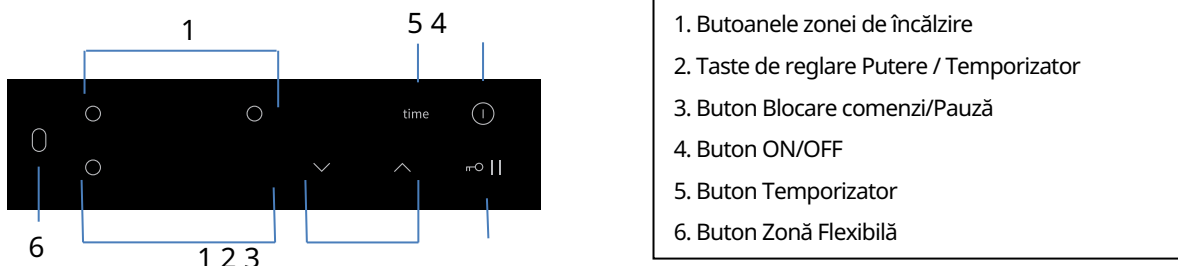 1
5 4
time
6
1 2 3
1. Butoanele zonei de încălzire
2. Taste de reglare Putere / Temporizator
3. Buton Blocare comenzi/Pauză
4. Buton ON/OFF
5. Buton Temporizator
6. Buton Zonă Flexibilă